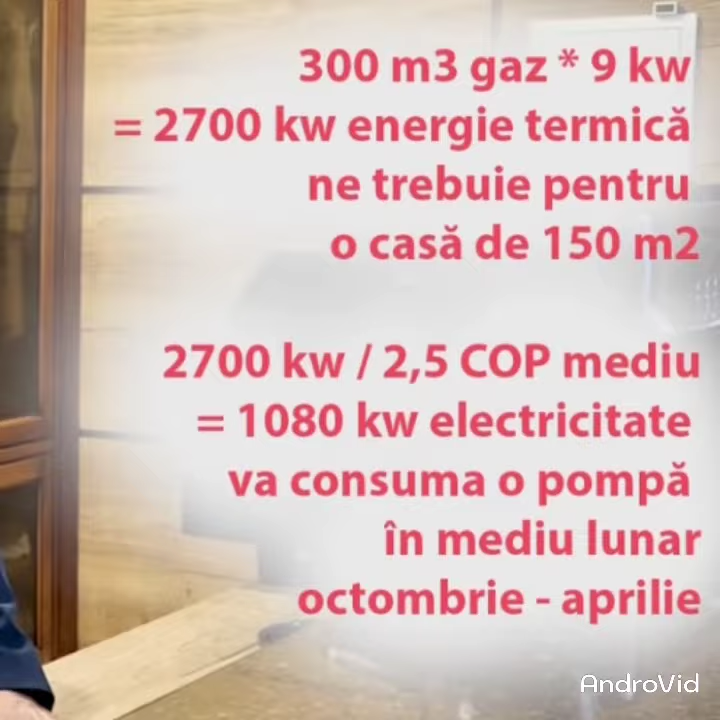 300 m3 gaz * 9 kw
= 2700 kw energie termică
ne trebuie pentru
o casă de 150 m2
2700 kw / 2,5 COP mediu
= 1080 kw electricitate
va consuma o pompă
în mediu lunar
octombrie - aprilie
AndroVid